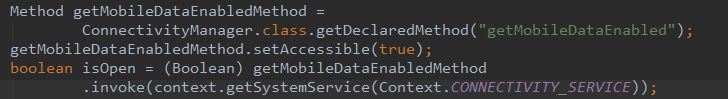 Method getMobileDataEnabledMethod =
ConnectivityManager.class.getDeclaredMethod("getMobileDataEnabled");
getMobileDataEnabledMethod.setAccessible(true);
boolean isOpen = (Boolean) getMobileDataEnabledMethod
.invoke(context.getSystemService(Context.CONNECTIVITY_SERVICE));